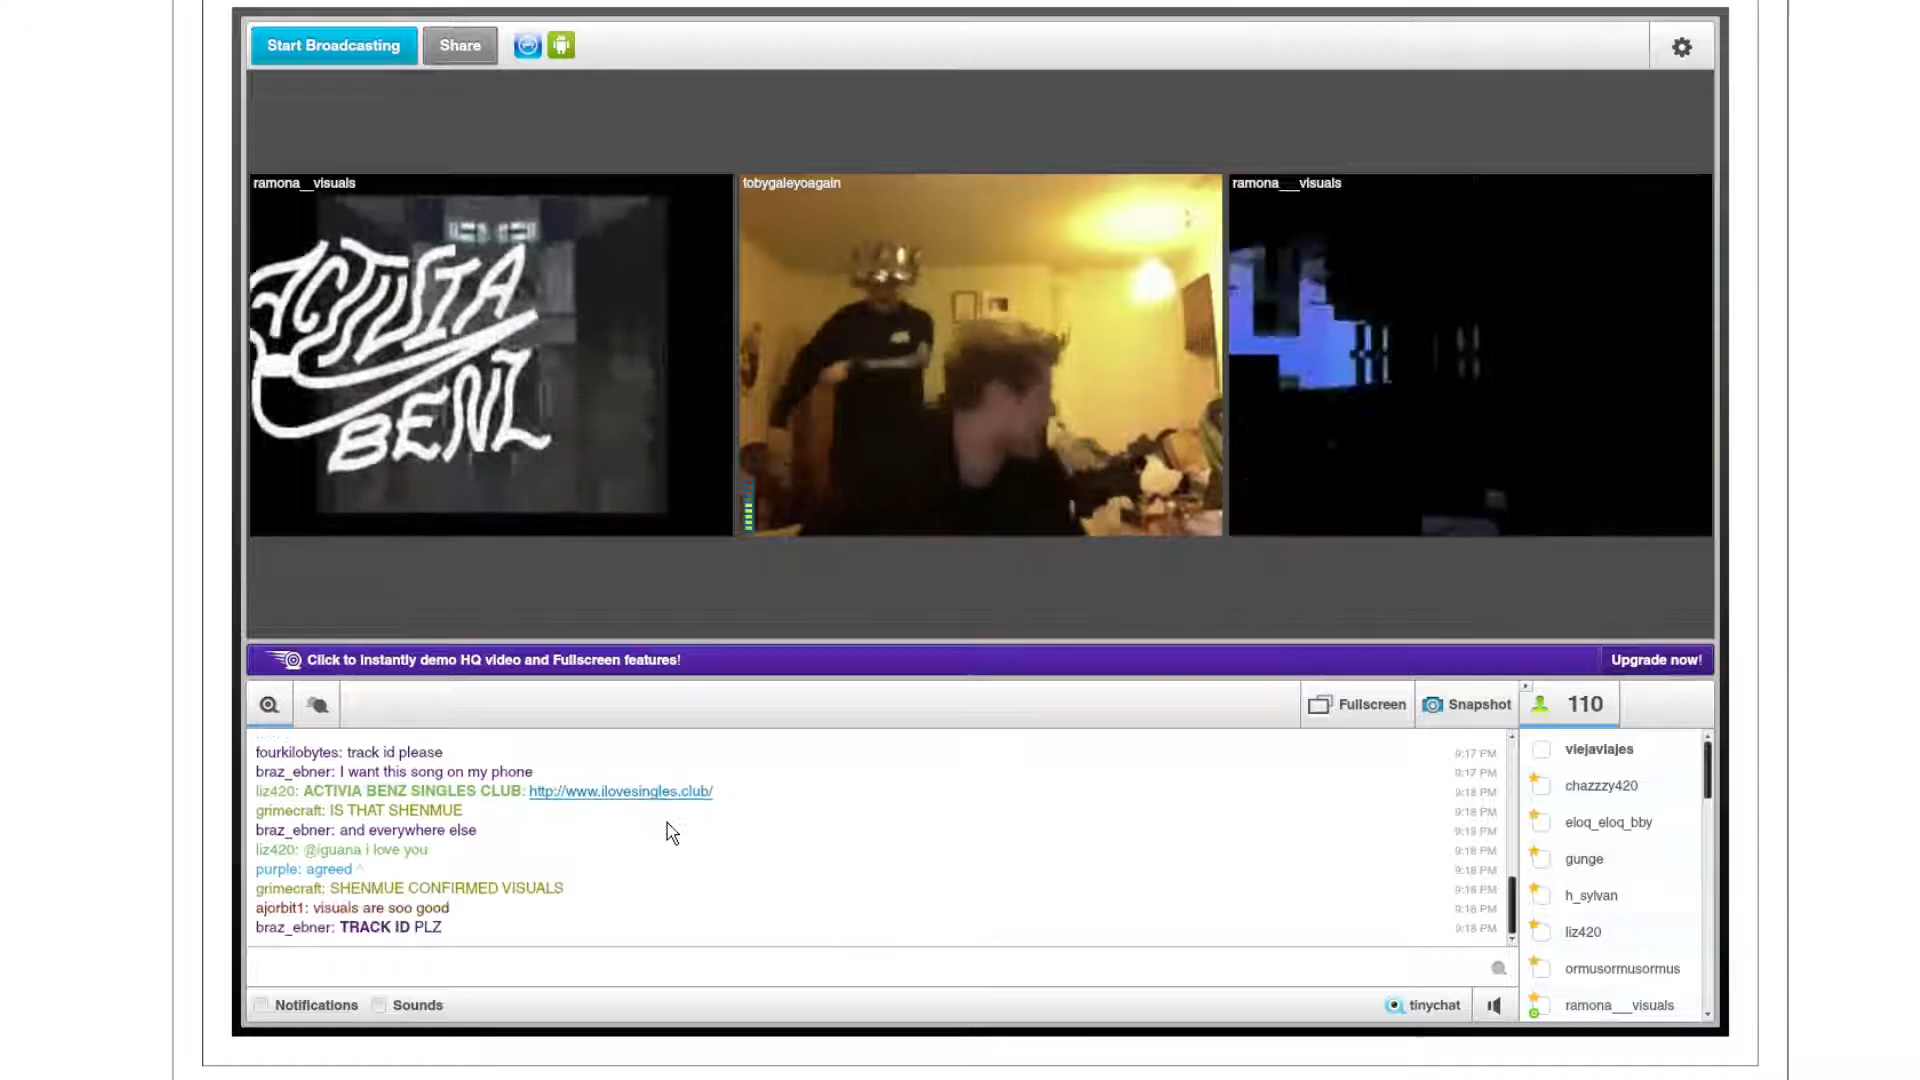 Start Broadcasting
Share
ramona__visuals
tobygaleyoagain
ramona___visuals
ACTIVIA
BENZ
Click to instantly demo HQ video and Fullscreen features!
Upgrade now!
Fullscreen
Snapshot
110
fourkilobytes: track id please 9:17 PM
braz_ebner: I want this song on my phone 9:17 PM
liz420: ACTIVIA BENZ SINGLES CLUB: http://www.ilovesingles.club/ 9:18 PM
grimecraft: IS THAT SHENMUE 9:18 PM
braz_ebner: and everywhere else 9:18 PM
liz420: @iguana i love you 9:18 PM
purple: agreed ^ 9:18 PM
grimecraft: SHENMUE CONFIRMED VISUALS 9:18 PM
ajorbit1: visuals are soo good 9:18 PM
braz_ebner: TRACK ID PLZ 9:18 PM
viejaviajes
chazzzy420
eloq_eloq_bby
gunge
h_sylvan
liz420
ormusormusormus
ramona___visuals
Notifications
Sounds
tinychat